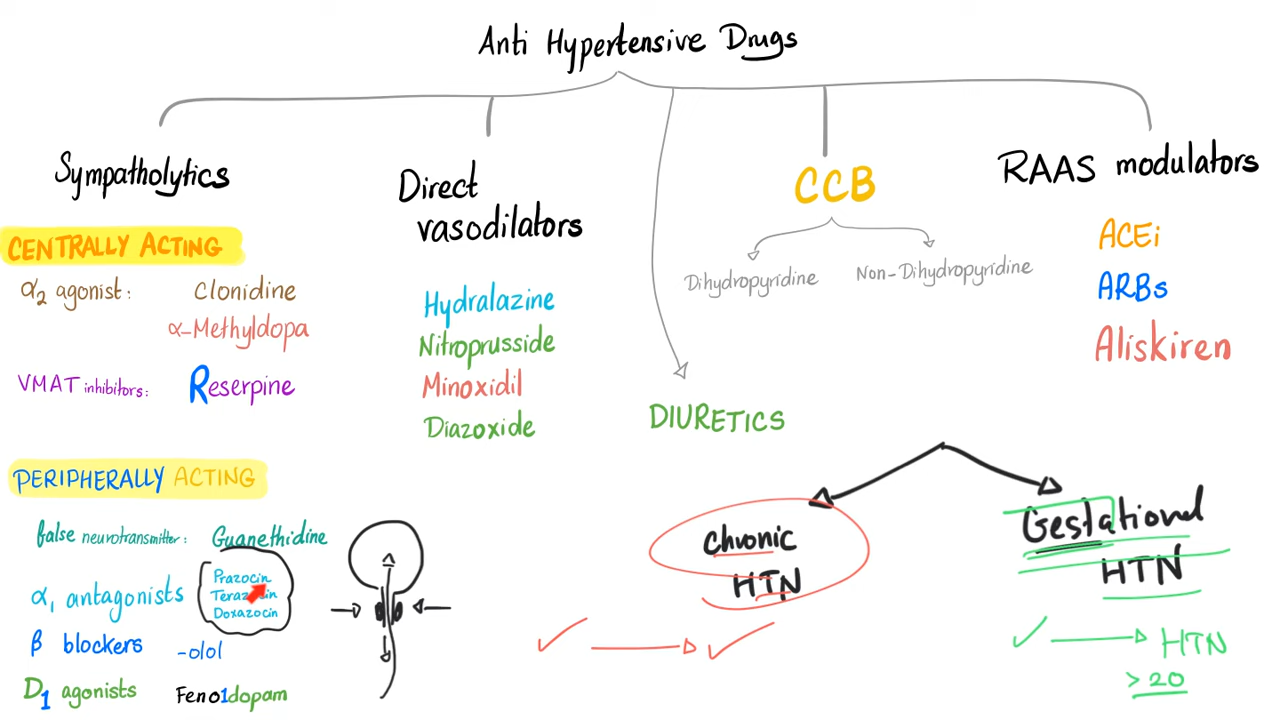 Anti Hypertensive Drugs
Sympatholytics
CENTRALLY ACTING
α2 agonist: Clonidine
α-Methyldopa
VMAT inhibitors: Reserpine
PERIPHERALLY ACTING
false neurotransmitter: Guanethidine
α1 antagonists
Prazocin
Terazocin
Doxazocin
β blockers -olol
D1 agonists Feno1dopam
Direct
vasodilators
Hydralazine
Nitroprusside
Minoxidil
Diazoxide
DIURETICS
CCB
Dihydropyridine Non-Dihydropyridine
RAAS modulators
ACEi
ARBs
Aliskiren
Chronic
HTN
Gestational
HTN
HTN
>20